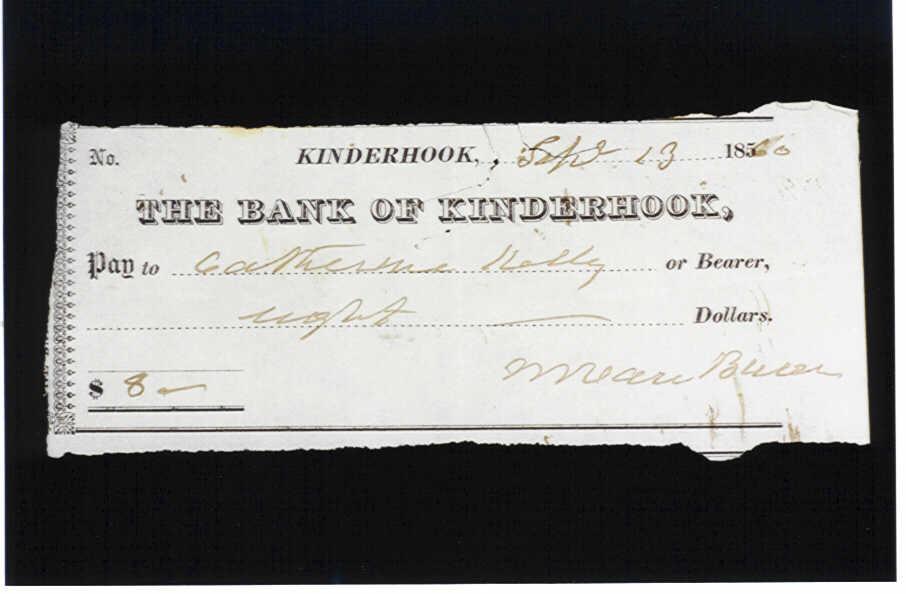 No. KINDERHOOK, Sept 13 1860
THE BANK OF KINDERHOOK,
Pay to Catherine Kelly or Bearer,
eight Dollars.
$ 8 —
M Van Buren